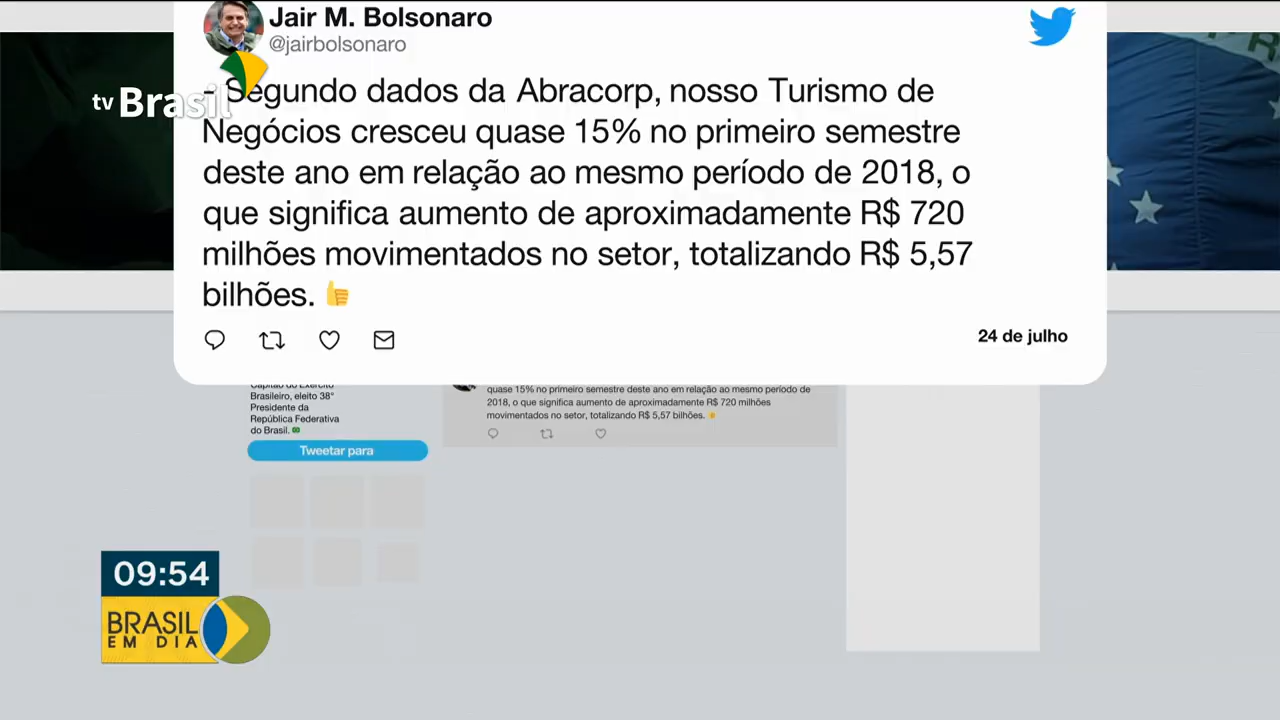 Jair M. Bolsonaro
@jairbolsonaro
tv Brasil
- Segundo dados da Abracorp, nosso Turismo de
Negócios cresceu quase 15% no primeiro semestre
deste ano em relação ao mesmo período de 2018, o
que significa aumento de aproximadamente R$ 720
milhões movimentados no setor, totalizando R$ 5,57
bilhões. 👍
24 de julho
Capitão do Exército
Brasileiro, eleito 38°
Presidente da
República Federativa
do Brasil.
Tweetar para
quase 15% no primeiro semestre deste ano em relação ao mesmo período de
2018, o que significa aumento de aproximadamente R$ 720 milhões
movimentados no setor, totalizando R$ 5,57 bilhões.
09:54
BRASIL
EM DIA